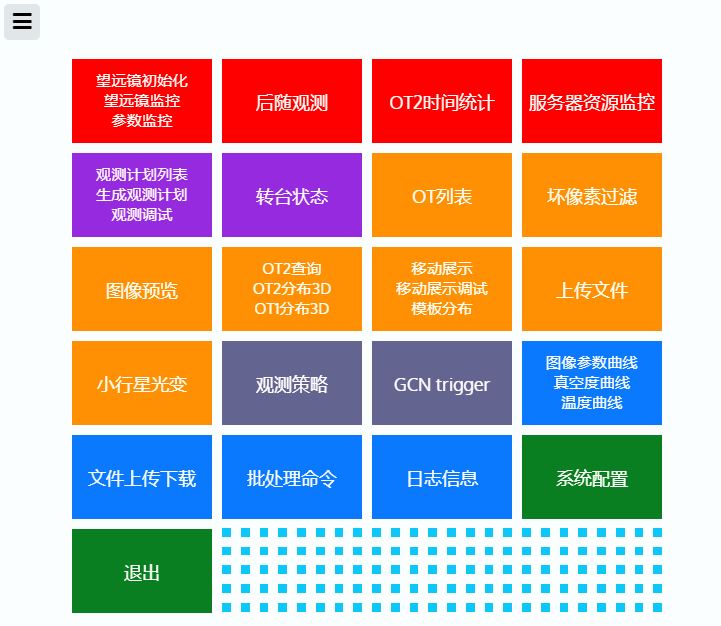 望远镜初始化
望远镜监控
参数监控
后随观测
OT2时间统计
服务器资源监控
观测计划列表
生成观测计划
观测调试
转台状态
OT列表
坏像素过滤
图像预览
OT2查询
OT2分布3D
OT1分布3D
移动展示
移动展示调试
模板分布
上传文件
小行星光变
观测策略
GCN trigger
图像参数曲线
真空度曲线
温度曲线
文件上传下载
批处理命令
日志信息
系统配置
退出